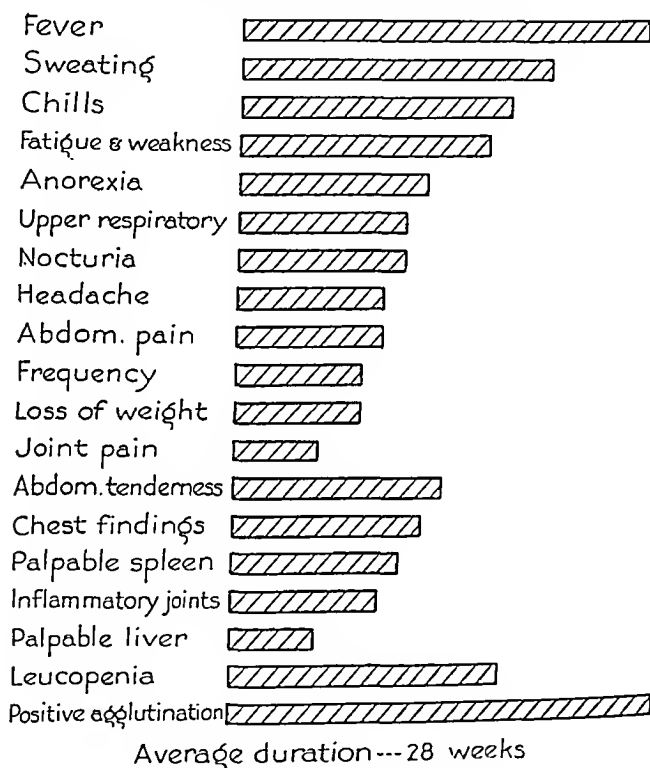 Fever
Sweating
Chills
Fatigue & weakness
Anorexia
Upper respiratory
Nocturia
Headache
Abdom. pain
Frequency
Loss of weight
Joint pain
Abdom. tenderness
Chest findings
Palpable spleen
Inflammatory joints
Palpable liver
Leucopenia
Positive agglutination
Average duration---28 weeks